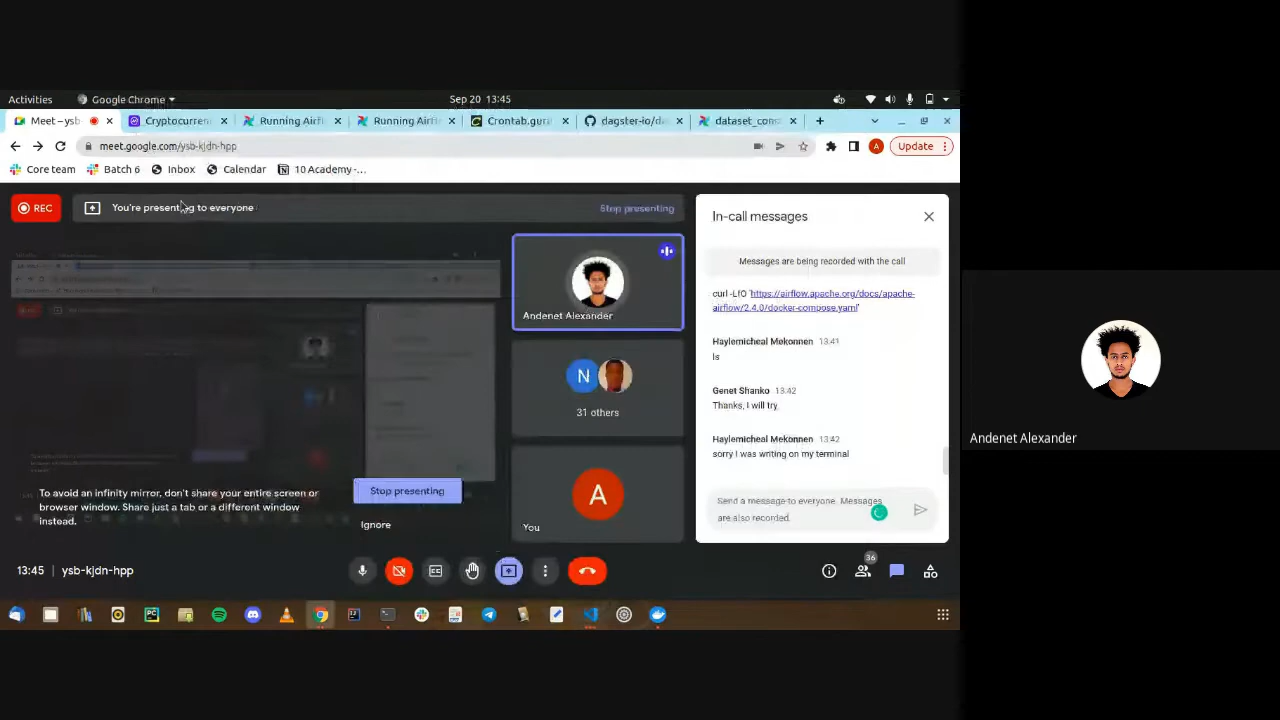 Activities
Google Chrome
Sep 20 13:45
Meet – ysb
Cryptocurren
Running Airfl
Running Airfl
Crontab.guru
dagster-io/da
dataset_cons
meet.google.com/ysb-kjdn-hpp
A
Update
Core team
Batch 6
Inbox
Calendar
10 Academy -...
REC
You're presenting to everyone
Stop presenting
In-call messages
Messages are being recorded with the call
curl -LfO 'https://airflow.apache.org/docs/apache-
airflow/2.4.0/docker-compose.yaml'
Haylemicheal Mekonnen 13:41
ls
Genet Shanko 13:42
Thanks, I will try
Haylemicheal Mekonnen 13:42
sorry I was writing on my terminal
Send a message to everyone. Messages
are also recorded.
Andenet Alexander
N
31 others
A
You
To avoid an infinity mirror, don't share your entire screen or
browser window. Share just a tab or a different window
instead.
Stop presenting
Ignore
13:45 | ysb-kjdn-hpp
36
PC
Andenet Alexander